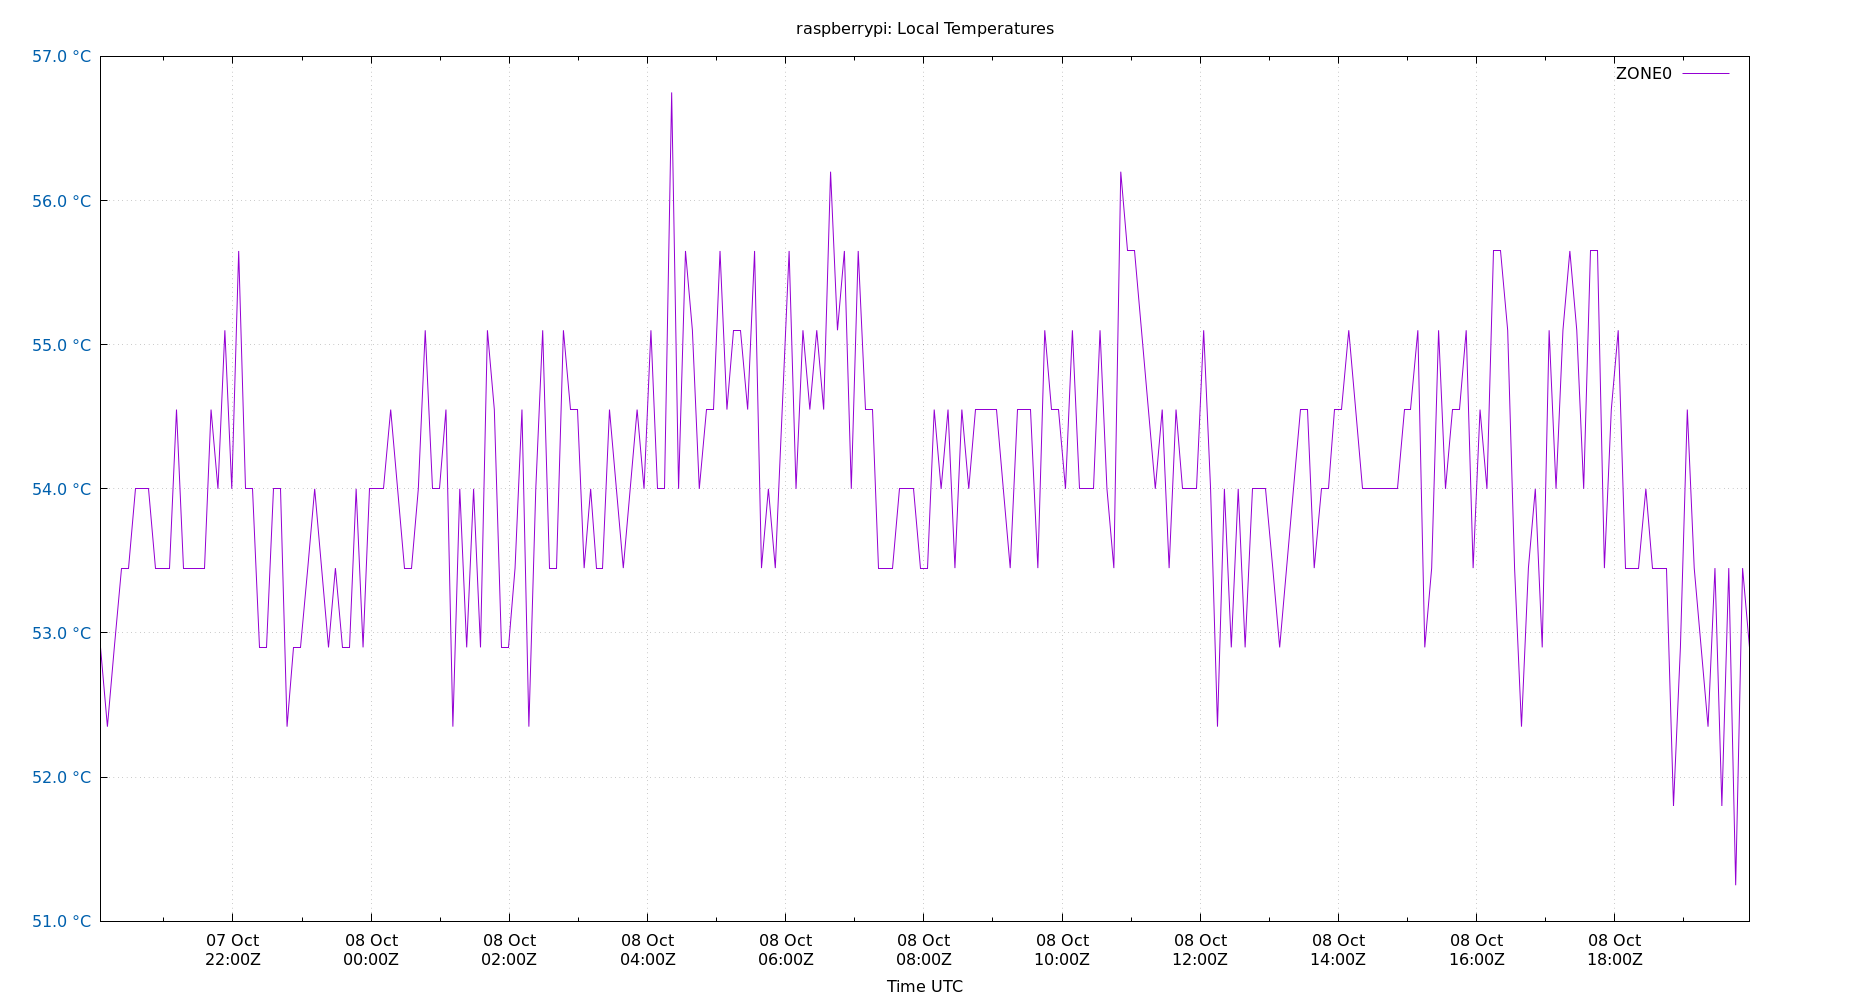 raspberrypi: Local Temperatures
57.0 °C
ZONE0
56.0 °C
55.0 °C
54.0 °C
53.0 °C
52.0 °C
51.0 °C
07 Oct 08 Oct 08 Oct 08 Oct 08 Oct 08 Oct 08 Oct 08 Oct 08 Oct 08 Oct 08 Oct
22:00Z 00:00Z 02:00Z 04:00Z 06:00Z 08:00Z 10:00Z 12:00Z 14:00Z 16:00Z 18:00Z
Time UTC